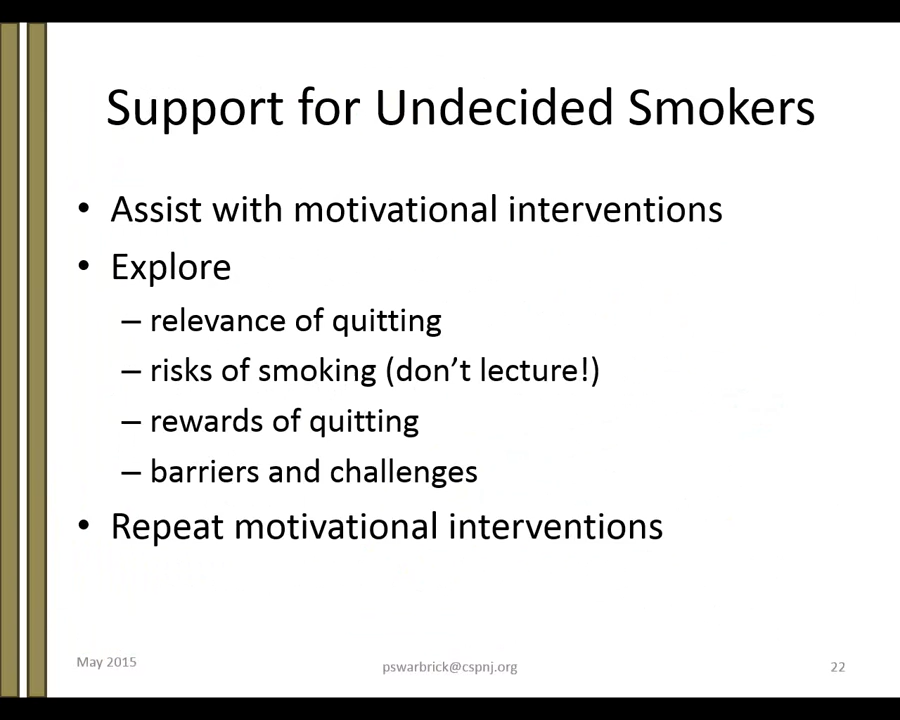 Support for Undecided Smokers
• Assist with motivational interventions
• Explore
– relevance of quitting
– risks of smoking (don’t lecture!)
– rewards of quitting
– barriers and challenges
• Repeat motivational interventions
May 2015
pswarbrick@cspnj.org
22